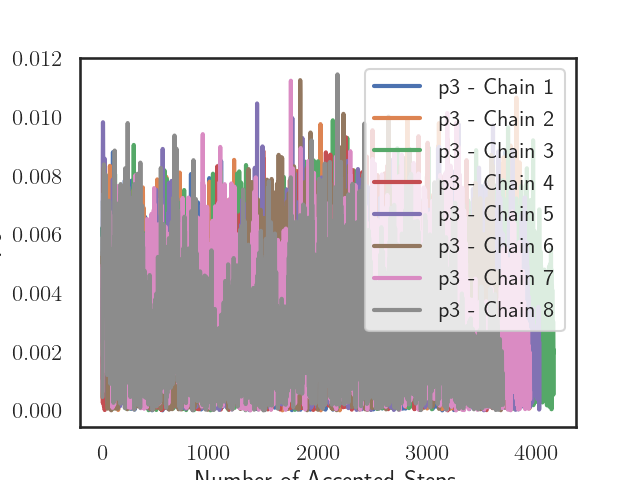 0.012
0.010
0.008
0.006
0.004
0.002
0.000
p3 - Chain 1
p3 - Chain 2
p3 - Chain 3
p3 - Chain 4
p3 - Chain 5
p3 - Chain 6
p3 - Chain 7
p3 - Chain 8
0 1000 2000 3000 4000
Number of Accepted Steps